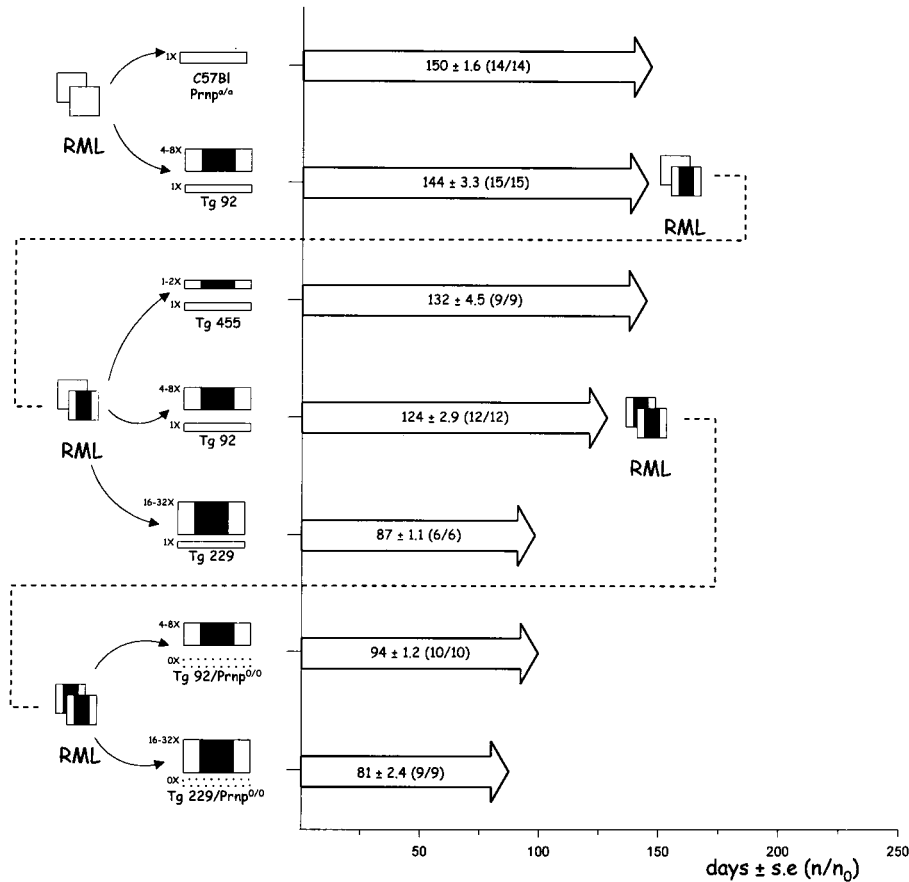 1X
C57Bl
Prnp^a/a
150 ± 1.6 (14/14)
RML
4-8X
1X
Tg 92
144 ± 3.3 (15/15)
RML
1-2X
1X
Tg 455
132 ± 4.5 (9/9)
RML
4-8X
1X
Tg 92
124 ± 2.9 (12/12)
RML
16-32X
1X
Tg 229
87 ± 1.1 (6/6)
4-8X
0X
Tg 92/Prnp^0/0
94 ± 1.2 (10/10)
RML
16-32X
0X
Tg 229/Prnp^0/0
81 ± 2.4 (9/9)
50 100 150 200 250
days ± s.e (n/n₀)